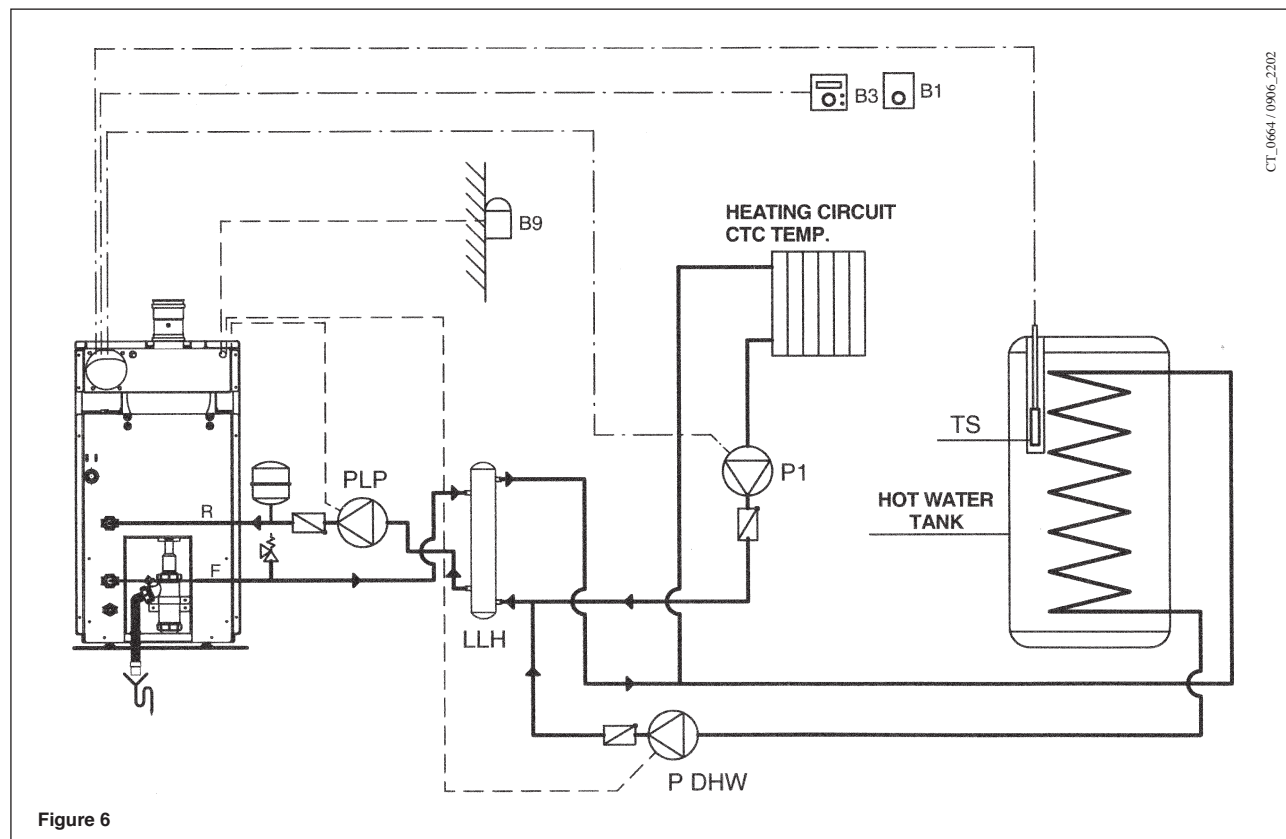 CT_0664 / 0906_2202
B3
B1
B9
HEATING CIRCUIT
CTC TEMP.
TS
P1
PLP
R
F
HOT WATER
TANK
LLH
P DHW
Figure 6